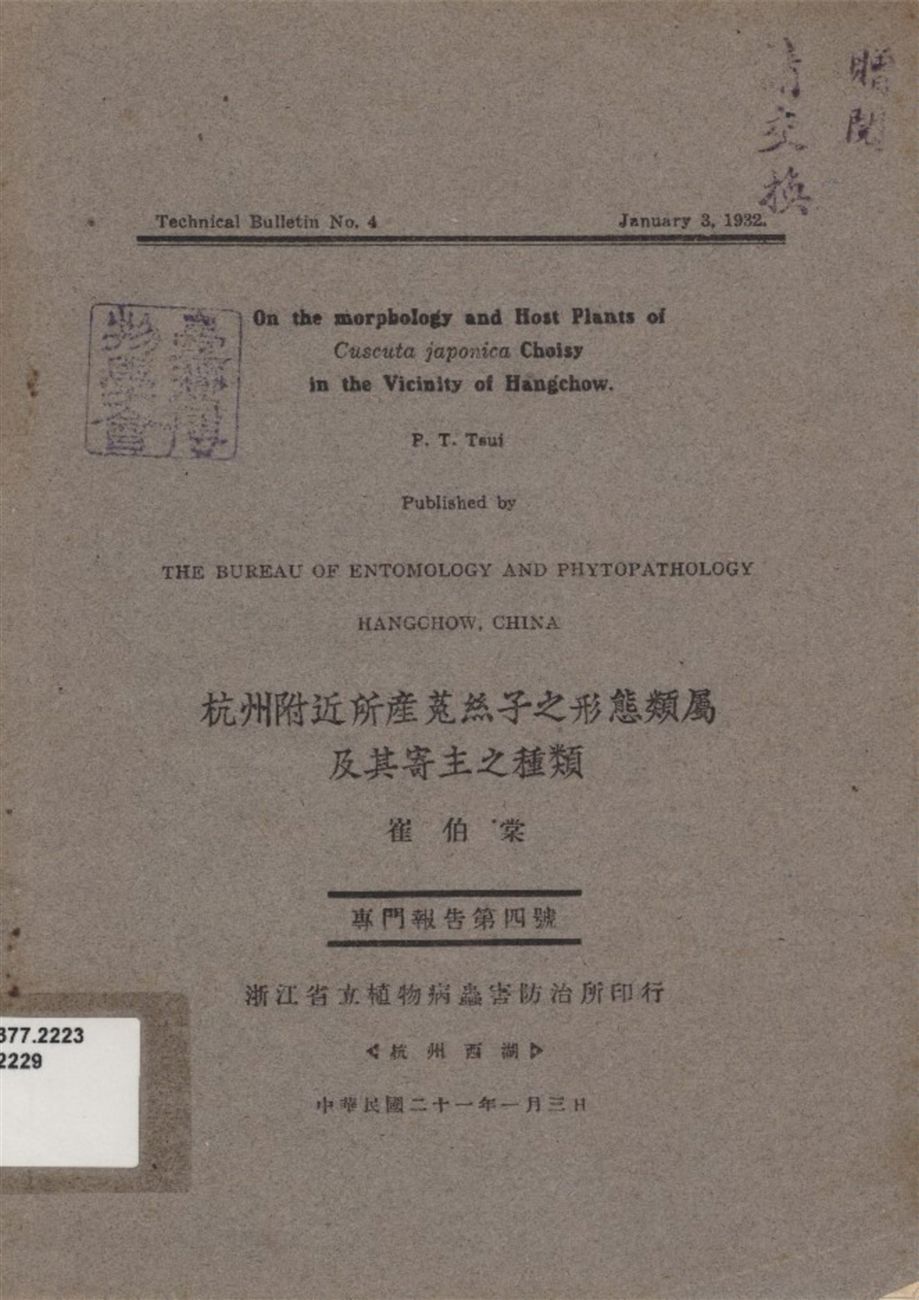 贈閱
請交換
Technical Bulletin No. 4 January 3, 1932.
On the morphology and Host Plants of
Cuscuta japonica Choisy
in the Vicinity of Hangchow.
P. T. Tsui
Published by
THE BUREAU OF ENTOMOLOGY AND PHYTOPATHOLOGY
HANGCHOW, CHINA
杭州附近所產菟絲子之形態類屬
及其寄主之種類
崔伯棠
專門報告第四號
浙江省立植物病蟲害防治所印行
杭州西湖
中華民國二十一年一月三日
377.2223
2229